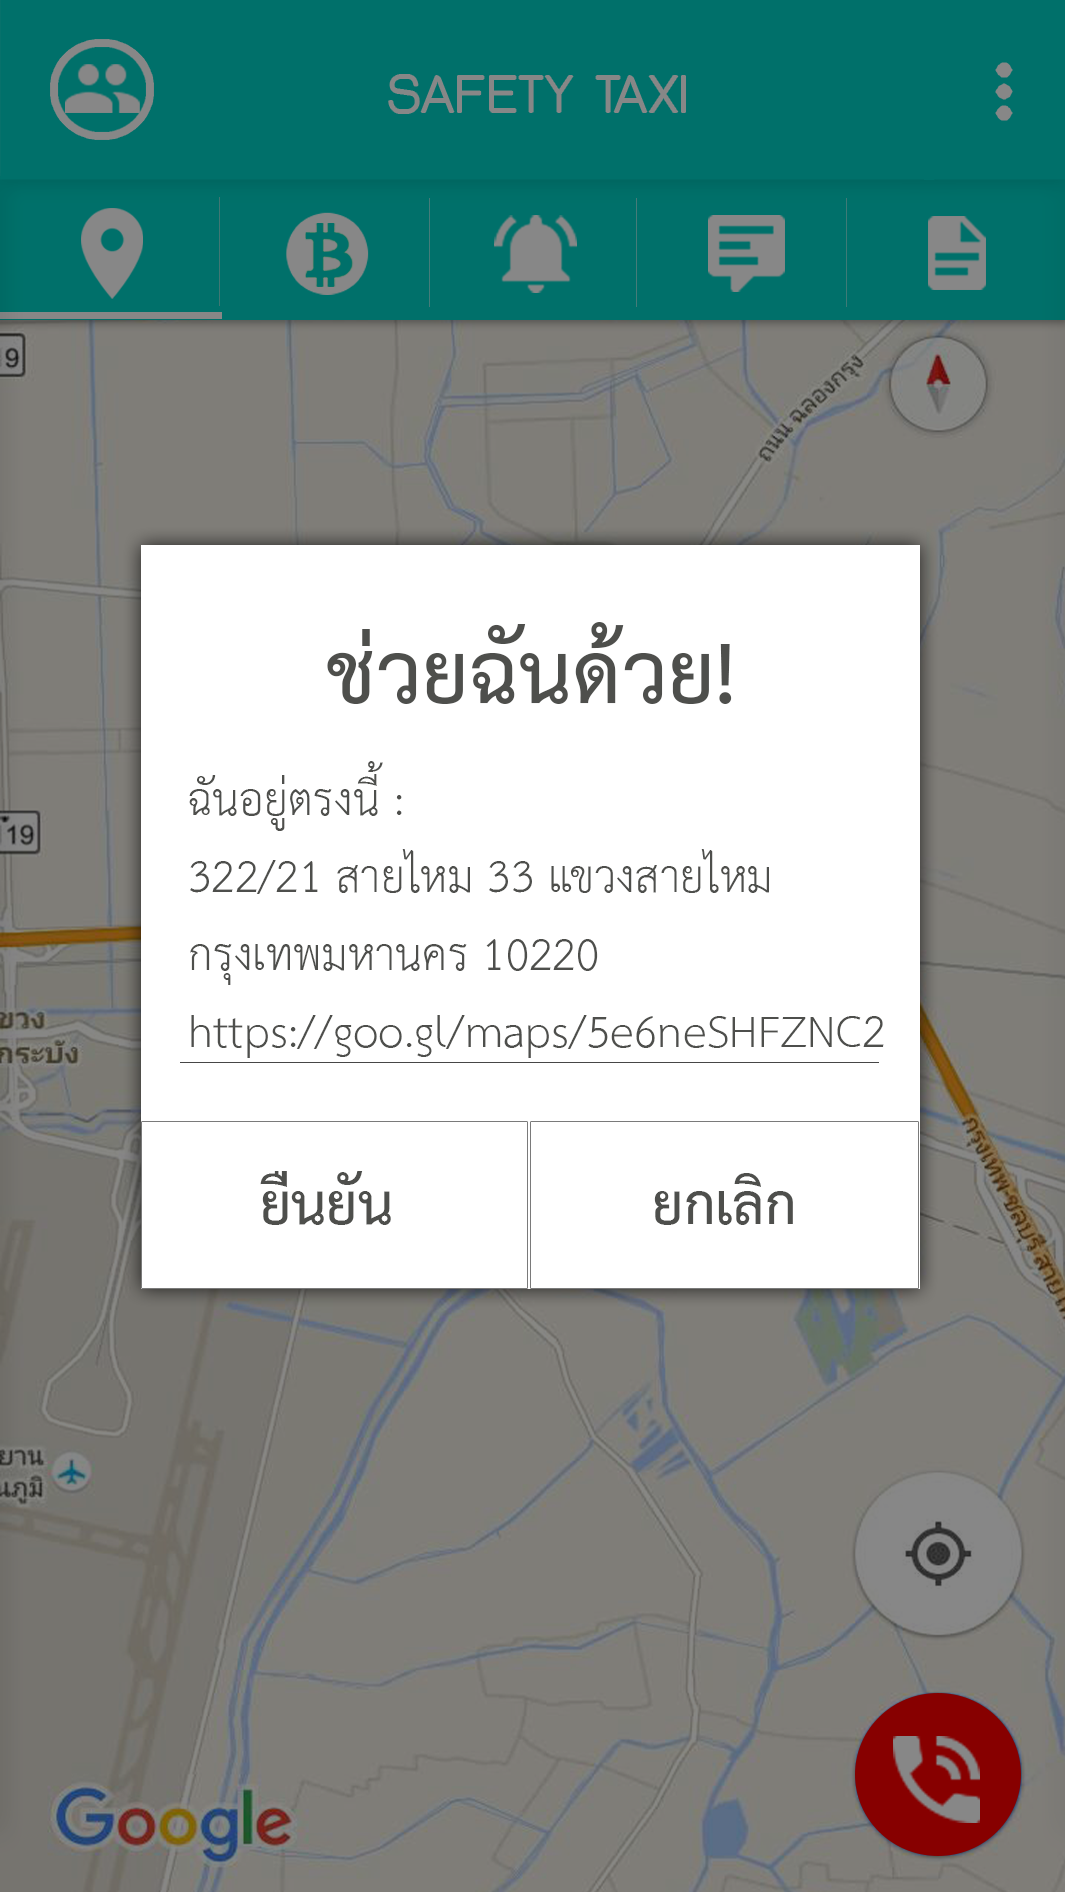 SAFETY TAXI
19
ถนน ฉลองกรุง
ช่วยฉันด้วย!
ฉันอยู่ตรงนี้ :
322/21 สายไหม 33 แขวงสายไหม
กรุงเทพมหานคร 10220
https://goo.gl/maps/5e6neSHFZNC2
19
ขวง
กระบัง
ยืนยัน
ยกเลิก
กรุงเทพ-ชลบุรี สาย
ยาน
นภูมิ
Google